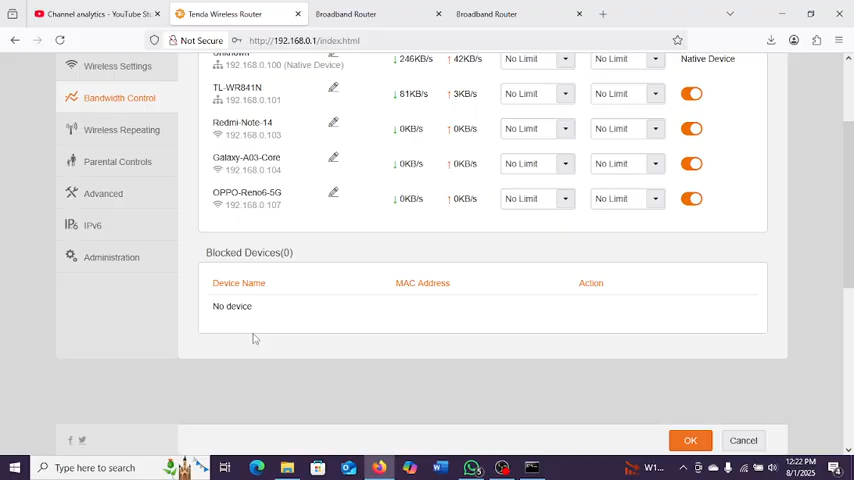 Channel analytics - YouTube Stu
Tenda Wireless Router
Broadband Router
Broadband Router
Not Secure
http://192.168.0.1/index.html
Wireless Settings
Bandwidth Control
Wireless Repeating
Parental Controls
Advanced
IPv6
Administration
192.168.0.100 (Native Device)
246KB/s
42KB/s
No Limit
No Limit
Native Device
TL-WR841N
192.168.0.101
81KB/s
3KB/s
No Limit
No Limit
Redmi-Note-14
192.168.0.103
0KB/s
0KB/s
No Limit
No Limit
Galaxy-A03-Core
192.168.0.104
0KB/s
0KB/s
No Limit
No Limit
OPPO-Reno6-5G
192.168.0.107
0KB/s
0KB/s
No Limit
No Limit
Blocked Devices(0)
Device Name
MAC Address
Action
No device
OK
Cancel
Type here to search
5
W1...
12:22 PM
8/1/2025
4